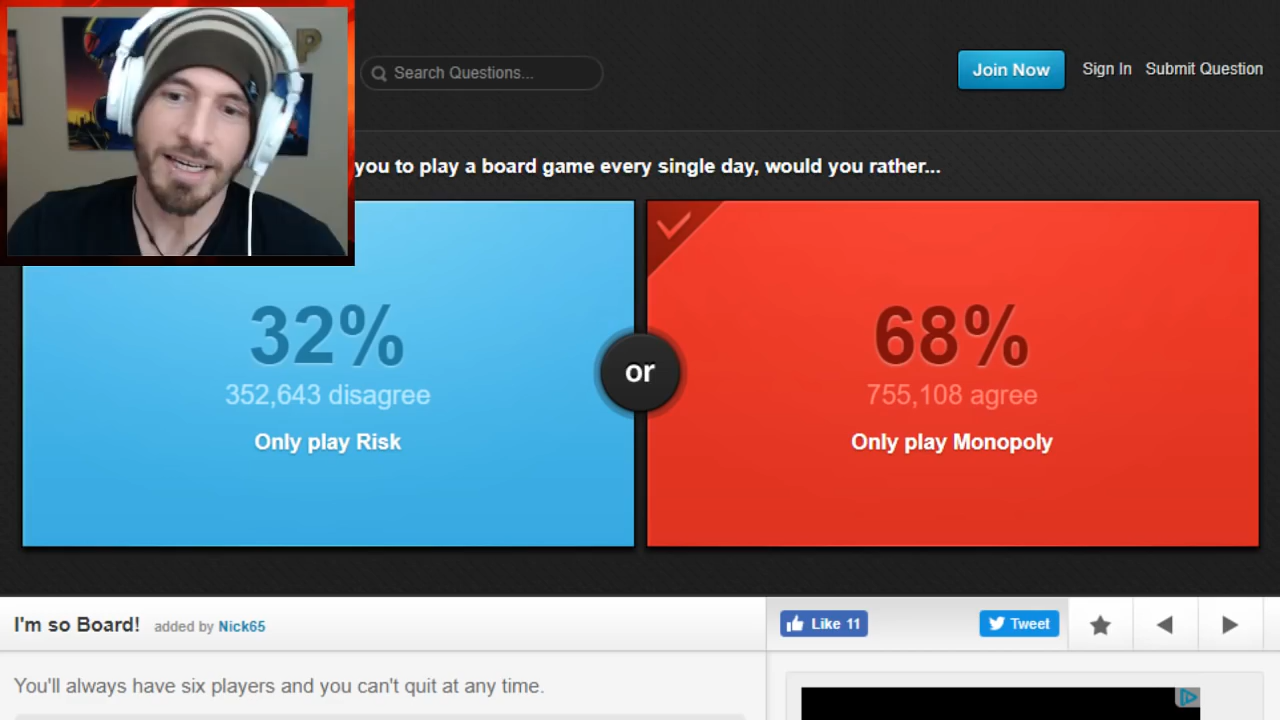 Search Questions...
Join Now
Sign In
Submit Question
you to play a board game every single day, would you rather...
32%
352,643 disagree
Only play Risk
or
68%
755,108 agree
Only play Monopoly
I'm so Board! added by Nick65
Like 11
Tweet
You'll always have six players and you can't quit at any time.